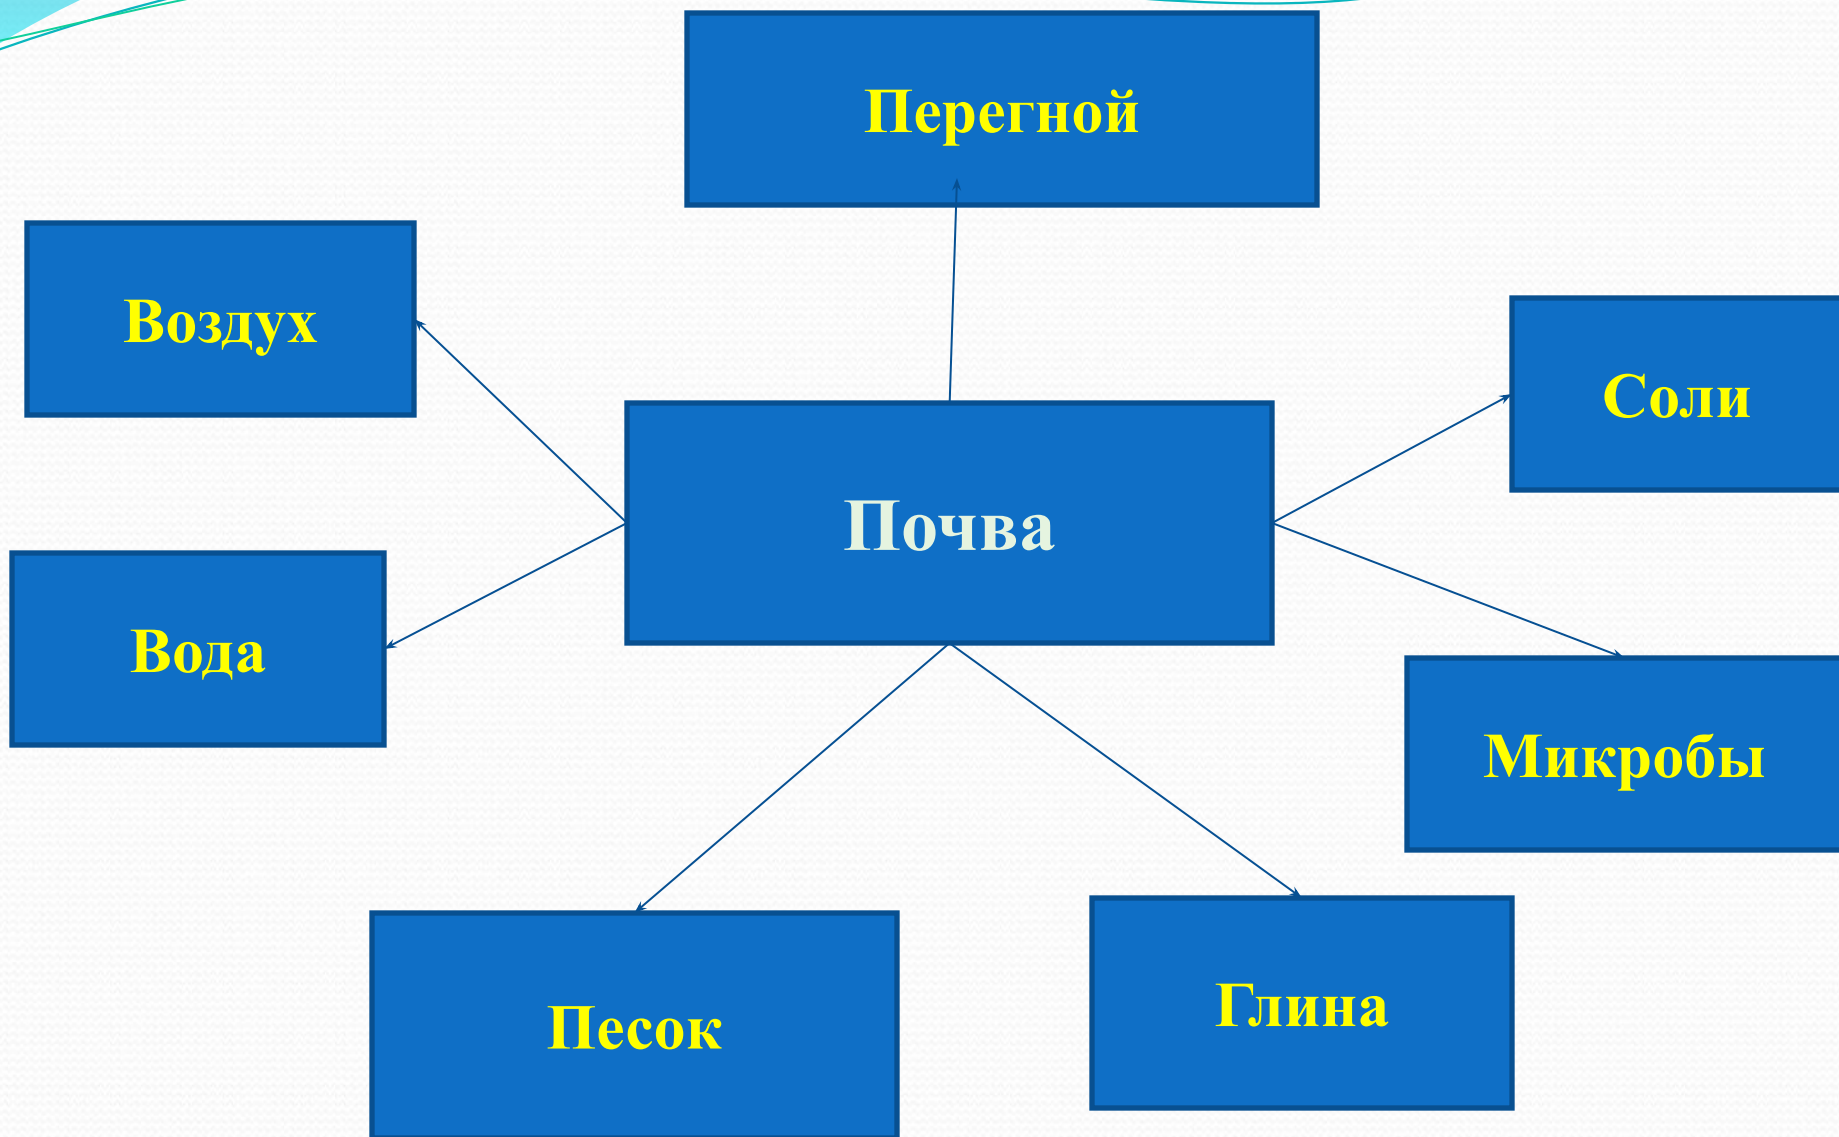 Перегной
Воздух
Соли
Почва
Вода
Микробы
Песок
Глина